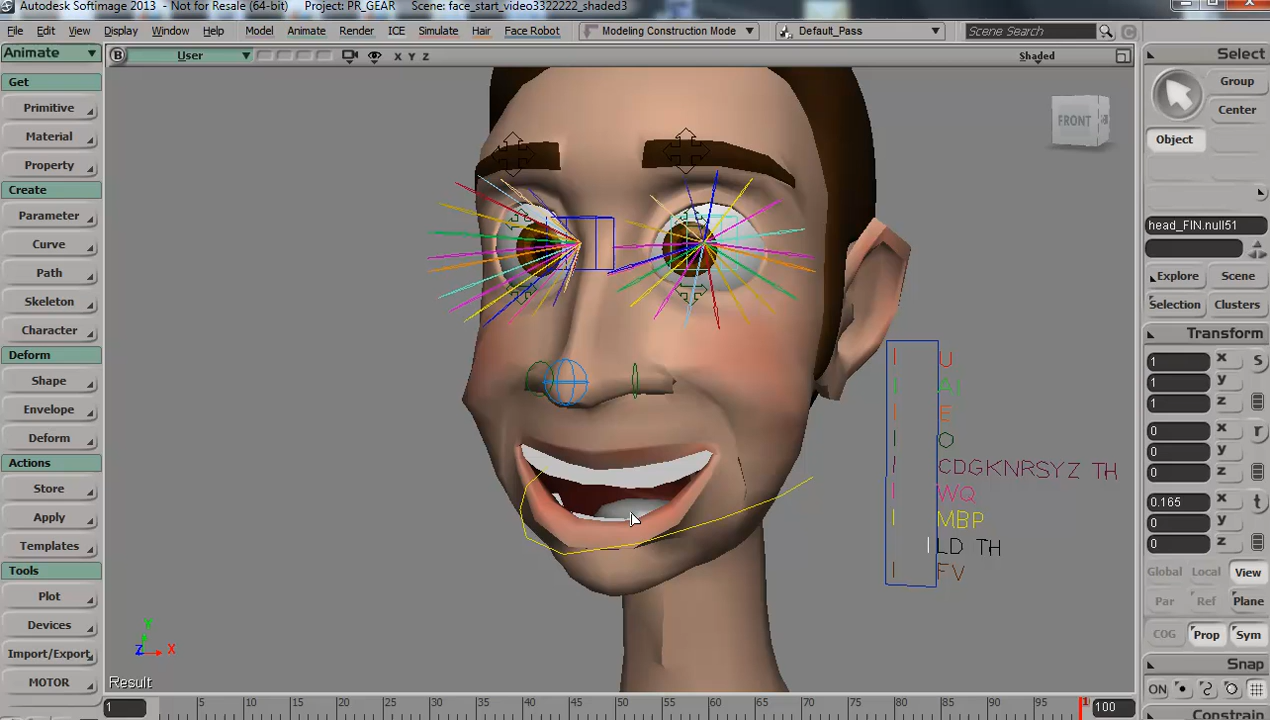 Autodesk Softimage 2013 - Not for Resale (64-bit) Project: PR_GEAR Scene: face_start_video3322222_shaded3
File Edit View Display Window Help Model Animate Render ICE Simulate Hair Face Robot Modeling Construction Mode Default_Pass Scene Search
Animate B User X Y Z Shaded Select
Get
Primitive
Material
Property
Create
Parameter
Curve
Path
Skeleton
Character
Deform
Shape
Envelope
Deform
Actions
Store
Apply
Templates
Tools
Plot
Devices
Import/Export
MOTOR
FRONT
U
AI
E
O
CDGKNRSYZ TH
WQ
MBP
LD TH
FV
Y
Z X
Result
Group
Center
Object
head_FIN.null51
Explore Scene
Selection Clusters
Transform
1 x s
1 y
1 z
0 x r
0 y
0 z
0.165 x t
0 y
0 z
Global Local View
Par Ref Plane
COG Prop Sym
Snap
ON
Constrain
1 5 10 15 20 25 30 35 40 45 50 55 60 65 70 75 80 85 90 95 100